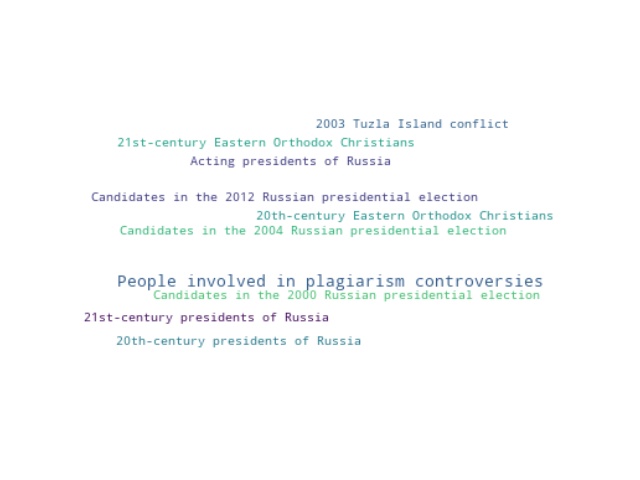 2003 Tuzla Island conflict
21st-century Eastern Orthodox Christians
Acting presidents of Russia
Candidates in the 2012 Russian presidential election
20th-century Eastern Orthodox Christians
Candidates in the 2004 Russian presidential election
People involved in plagiarism controversies
Candidates in the 2000 Russian presidential election
21st-century presidents of Russia
20th-century presidents of Russia